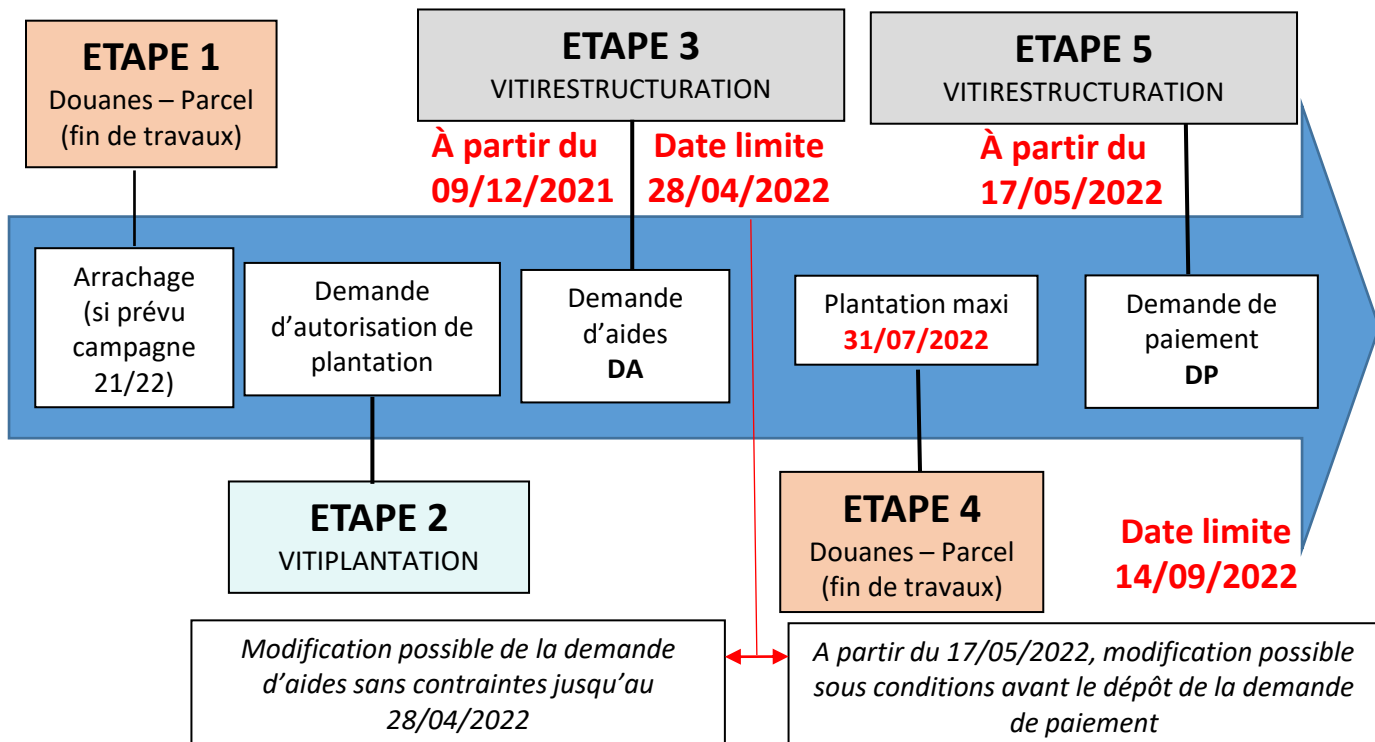 ETAPE 1
Douanes – Parcel
(fin de travaux)
ETAPE 3
VITIRESTRUCTURATION
ETAPE 5
VITIRESTRUCTURATION
À partir du
09/12/2021
Date limite
28/04/2022
À partir du
17/05/2022
Arrachage
(si prévu
campagne
21/22)
Demande
d’autorisation de
plantation
Demande
d’aides
DA
Plantation maxi
31/07/2022
Demande de
paiement
DP
ETAPE 2
VITIPLANTATION
ETAPE 4
Douanes – Parcel
(fin de travaux)
Date limite
14/09/2022
Modification possible de la demande
d’aides sans contraintes jusqu’au
28/04/2022
A partir du 17/05/2022, modification possible
sous conditions avant le dépôt de la demande
de paiement